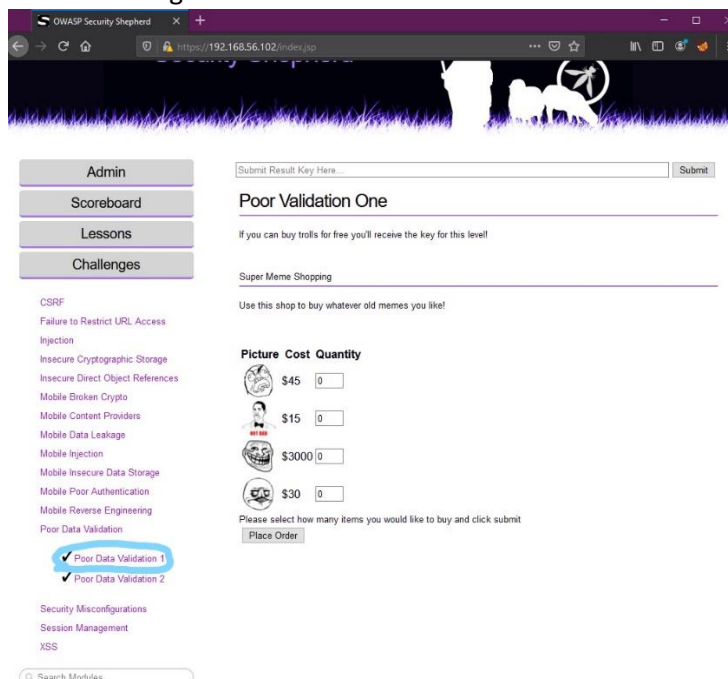 OWASP Security Shepherd
https://192.168.56.102/index.jsp
Security Shepherd
Admin
Scoreboard
Lessons
Challenges
CSRF
Failure to Restrict URL Access
Injection
Insecure Cryptographic Storage
Insecure Direct Object References
Mobile Broken Crypto
Mobile Content Providers
Mobile Data Leakage
Mobile Injection
Mobile Insecure Data Storage
Mobile Poor Authentication
Mobile Reverse Engineering
Poor Data Validation
Poor Data Validation 1
Poor Data Validation 2
Security Misconfigurations
Session Management
XSS
Search Modules
Submit Result Key Here...
Submit
Poor Validation One
If you can buy trolls for free you'll receive the key for this level!
Super Meme Shopping
Use this shop to buy whatever old memes you like!
Picture Cost Quantity
$45 0
NOT BAD
$15 0
$3000 0
$30 0
Please select how many items you would like to buy and click submit
Place Order